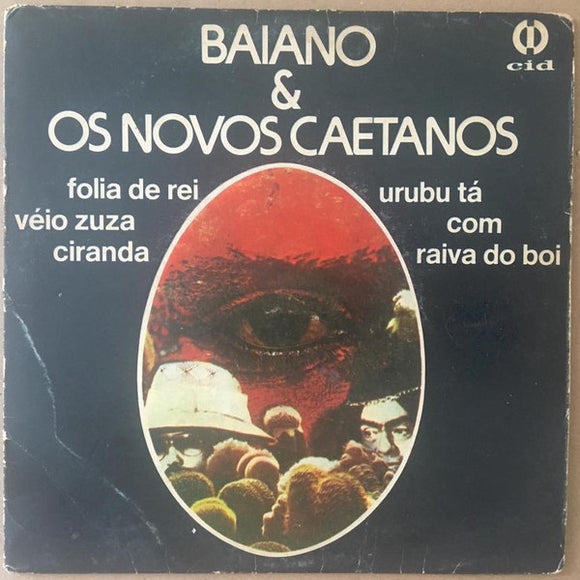 BAIANO
&
OS NOVOS CAETANOS
cid
folia de rei
véio zuza
ciranda
urubu tá
com
raiva do boi